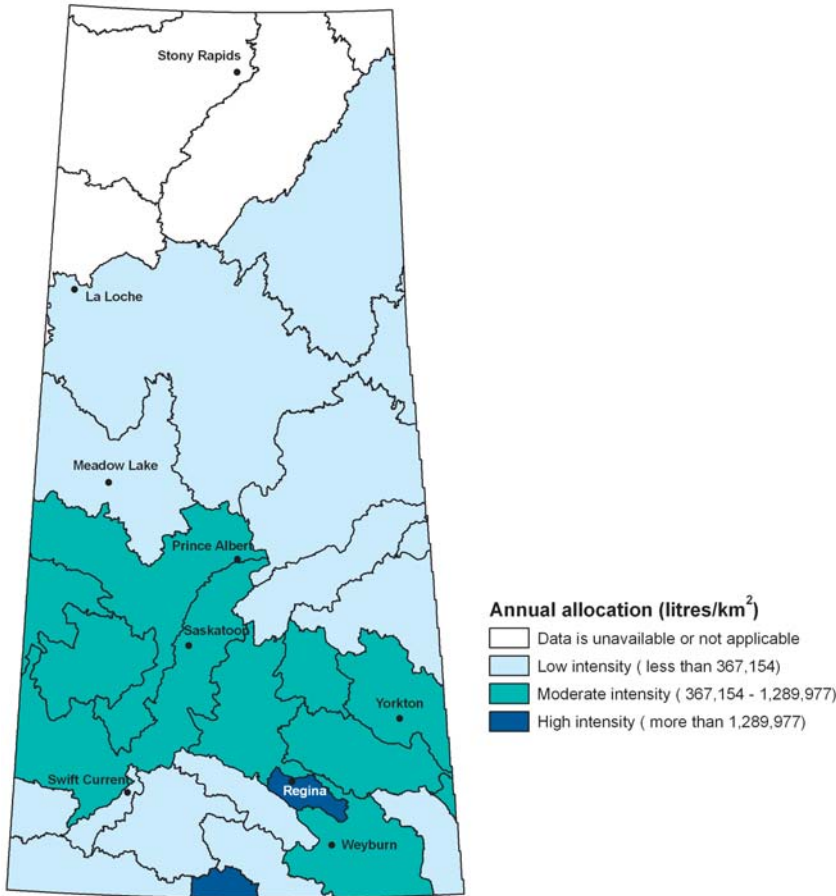 Stony Rapids
La Loche
Meadow Lake
Prince Albert
Saskatoon
Yorkton
Swift Current
Regina
Weyburn
Annual allocation (litres/km²)
Data is unavailable or not applicable
Low intensity ( less than 367,154)
Moderate intensity ( 367,154 - 1,289,977)
High intensity ( more than 1,289,977)